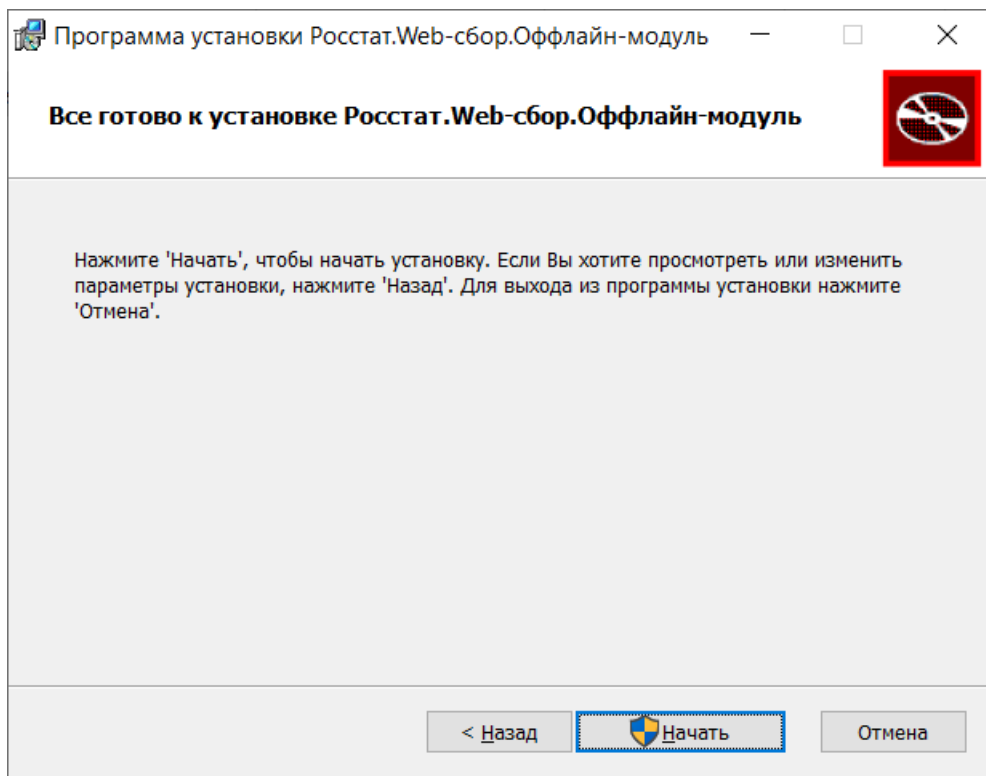 Программа установки Росстат.Web-сбор.Оффлайн-модуль
Все готово к установке Росстат.Web-сбор.Оффлайн-модуль
Нажмите 'Начать', чтобы начать установку. Если Вы хотите просмотреть или изменить
параметры установки, нажмите 'Назад'. Для выхода из программы установки нажмите
'Отмена'.
< Назад
Начать
Отмена